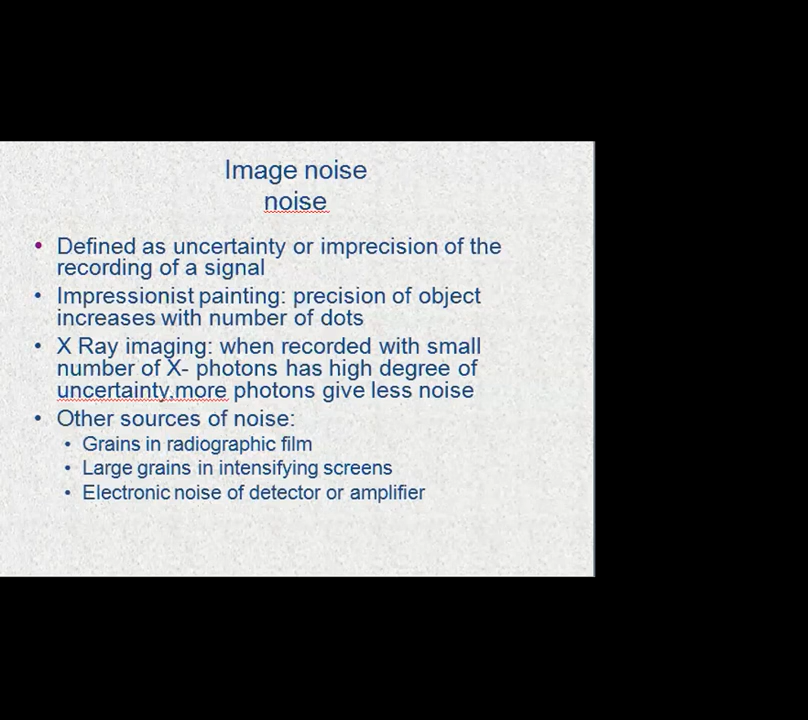 Image noise
noise
• Defined as uncertainty or imprecision of the
recording of a signal
• Impressionist painting: precision of object
increases with number of dots
• X Ray imaging: when recorded with small
number of X- photons has high degree of
uncertainty,more photons give less noise
• Other sources of noise:
• Grains in radiographic film
• Large grains in intensifying screens
• Electronic noise of detector or amplifier